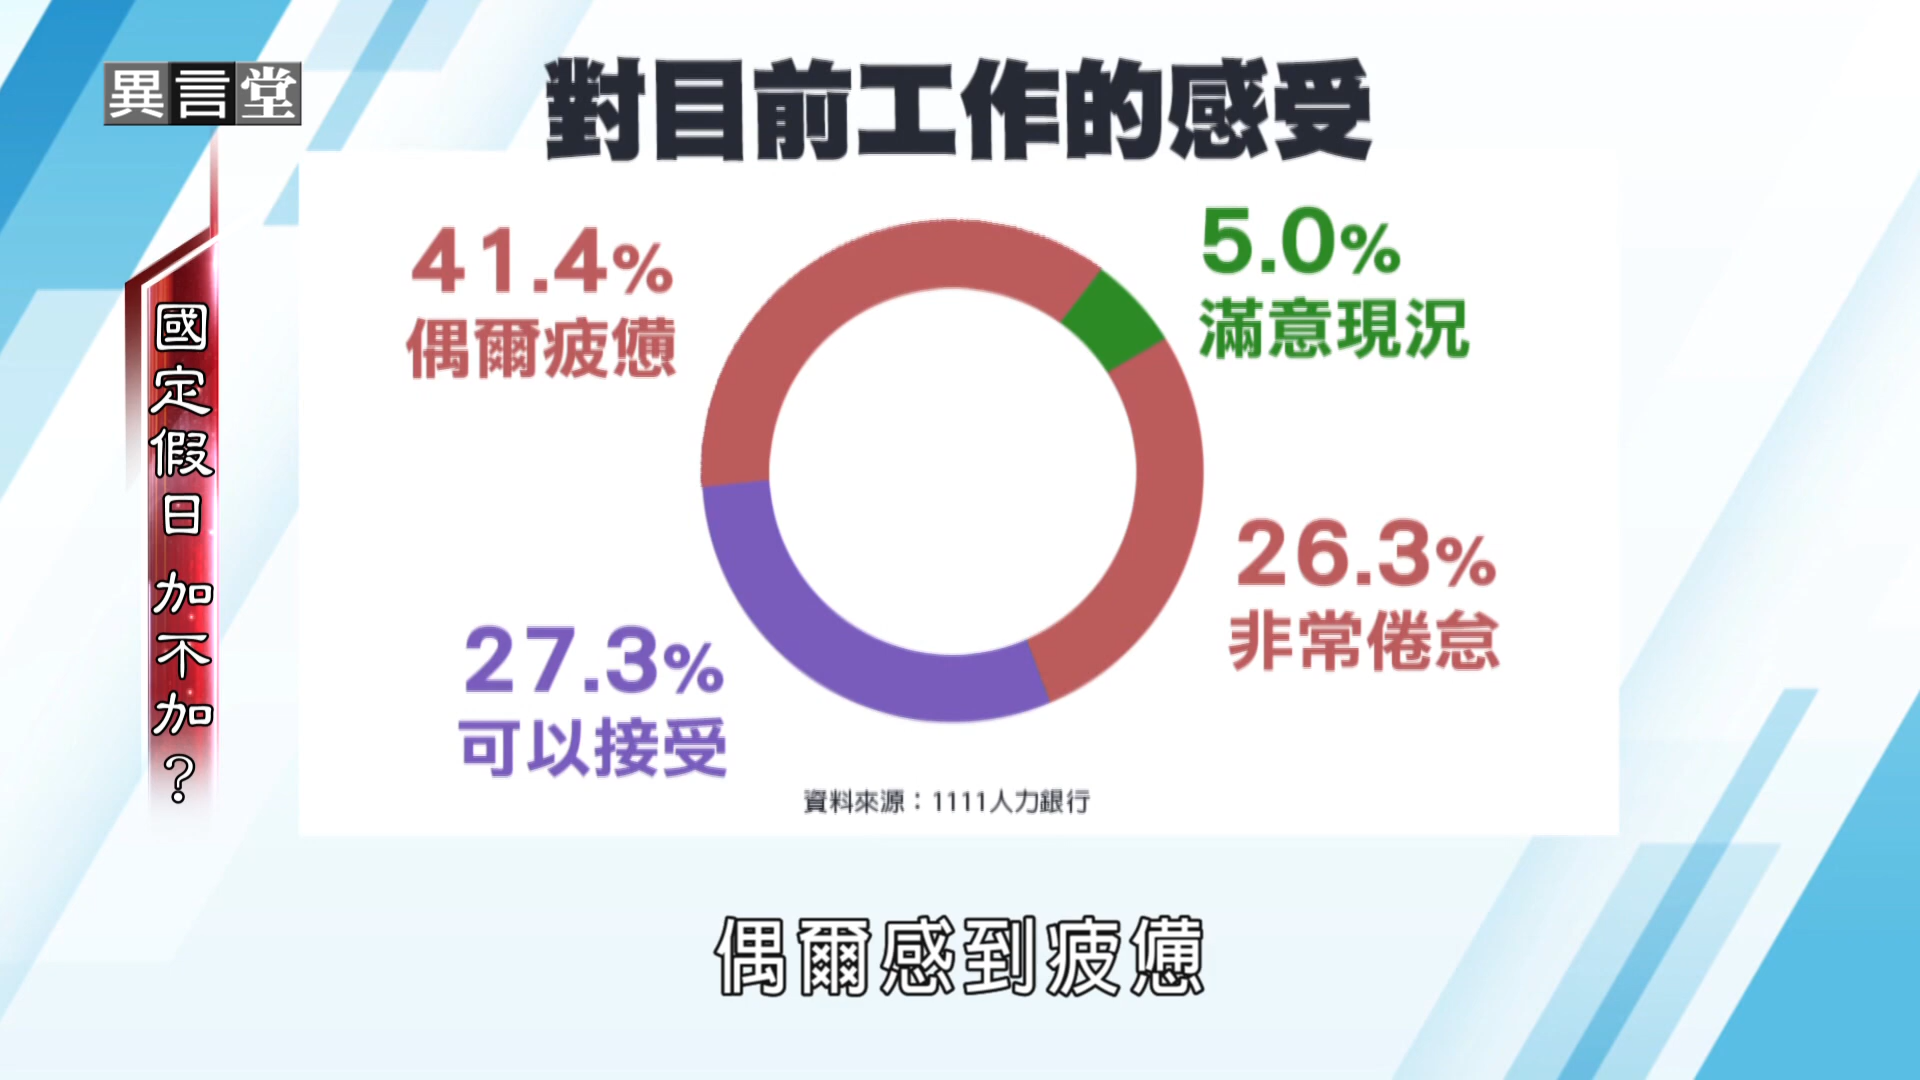 異言堂
對目前工作的感受
41.4%
偶爾疲憊
5.0%
滿意現況
26.3%
非常倦怠
27.3%
可以接受
資料來源：1111人力銀行
國定假日 加不加？
偶爾感到疲憊